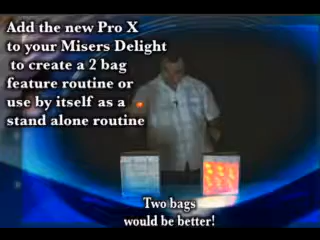 Add the new Pro X
to your Misers Delight
to create a 2 bag
feature routine or
use by itself as a
stand alone routine
Two bags
would be better!